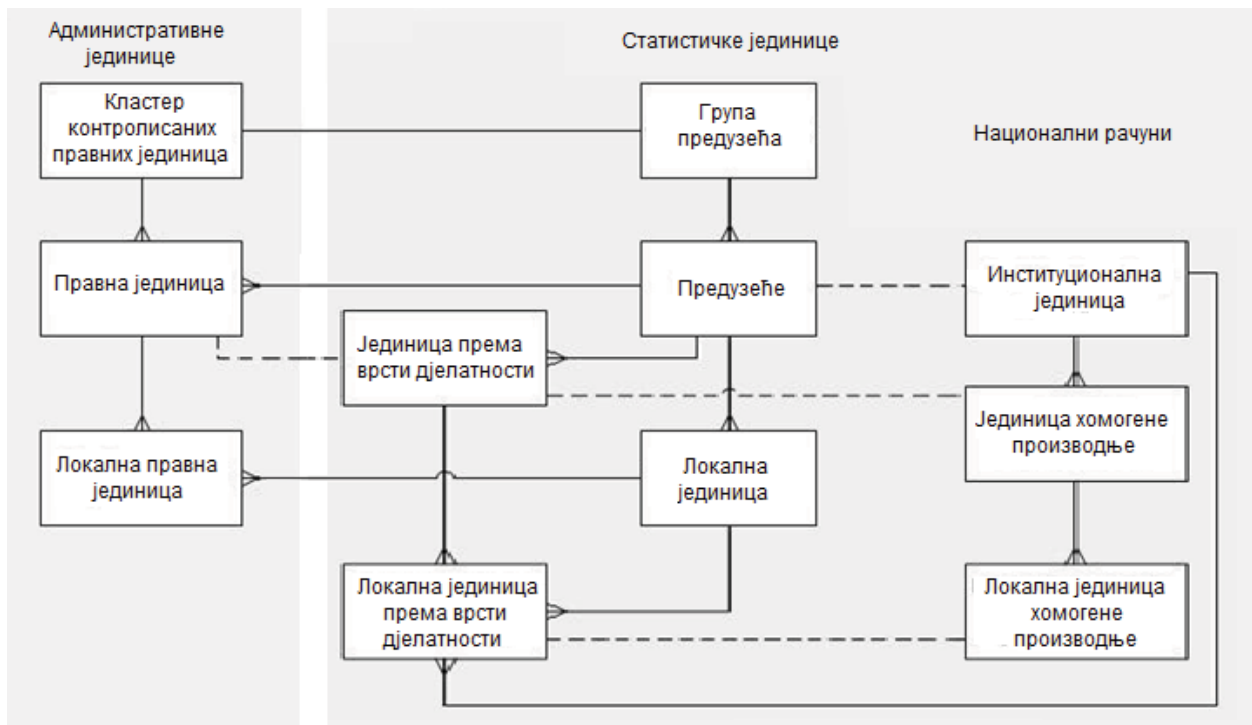 Административне
јединице
Статистичке јединице
Кластер
контролисаних
правних јединица
Група
предузећа
Национални рачуни
Правна јединица
Предузеће
Институционална
јединица
Јединица према
врсти дјелатности
Јединица хомогене
производње
Локална правна
јединица
Локална
јединица
Локална јединица
према врсти
дјелатности
Локална јединица
хомогене
производње